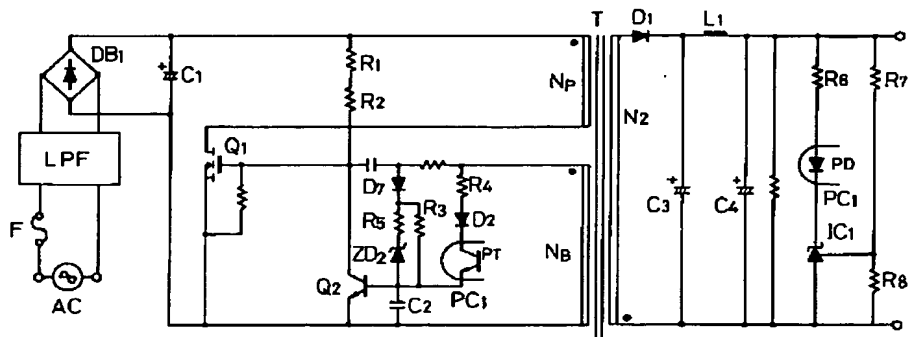 T
D1
L1
DB1
C1
R1
R2
NP
N2
R6
R7
LPF
Q1
D7
R4
R3
R5
D2
ZD2
PT
PC1
NB
C3
C4
PD
PC1
IC1
F
AC
Q2
C2
R8